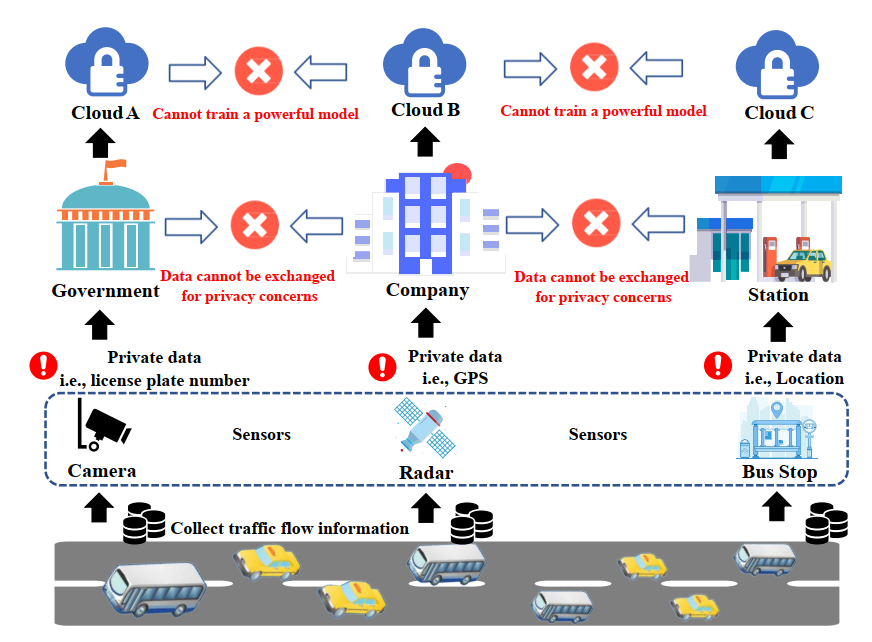 Cloud A
Cannot train a powerful model
Cloud B
Cannot train a powerful model
Cloud C
Government
Data cannot be exchanged
for privacy concerns
Company
Data cannot be exchanged
for privacy concerns
Station
Private data
i.e., license plate number
Private data
i.e., GPS
Private data
i.e., Location
Camera
Sensors
Radar
Sensors
Bus Stop
Collect traffic flow information